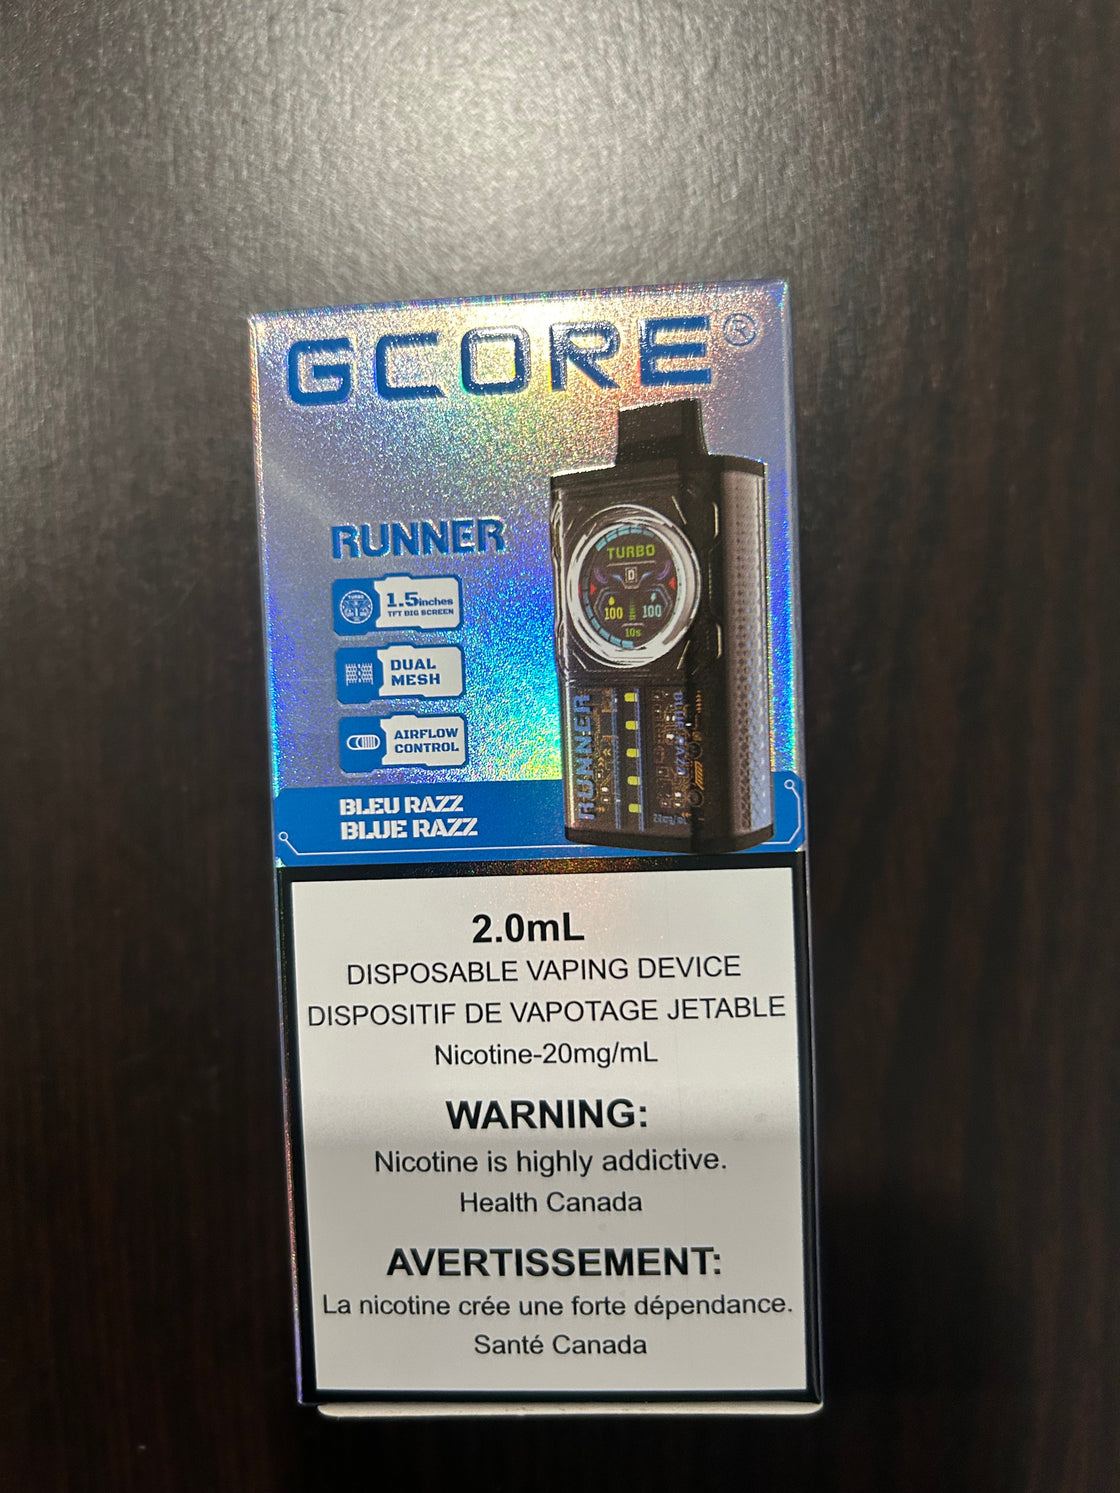 GCORE®
RUNNER
1.5inches
TFT BIG SCREEN
DUAL
MESH
AIRFLOW
CONTROL
TURBO
D
100
100
10s
RUNNER
BLEU RAZZ
BLUE RAZZ
2.0mL
DISPOSABLE VAPING DEVICE
DISPOSITIF DE VAPOTAGE JETABLE
Nicotine-20mg/mL
WARNING:
Nicotine is highly addictive.
Health Canada
AVERTISSEMENT:
La nicotine crée une forte dépendance.
Santé Canada